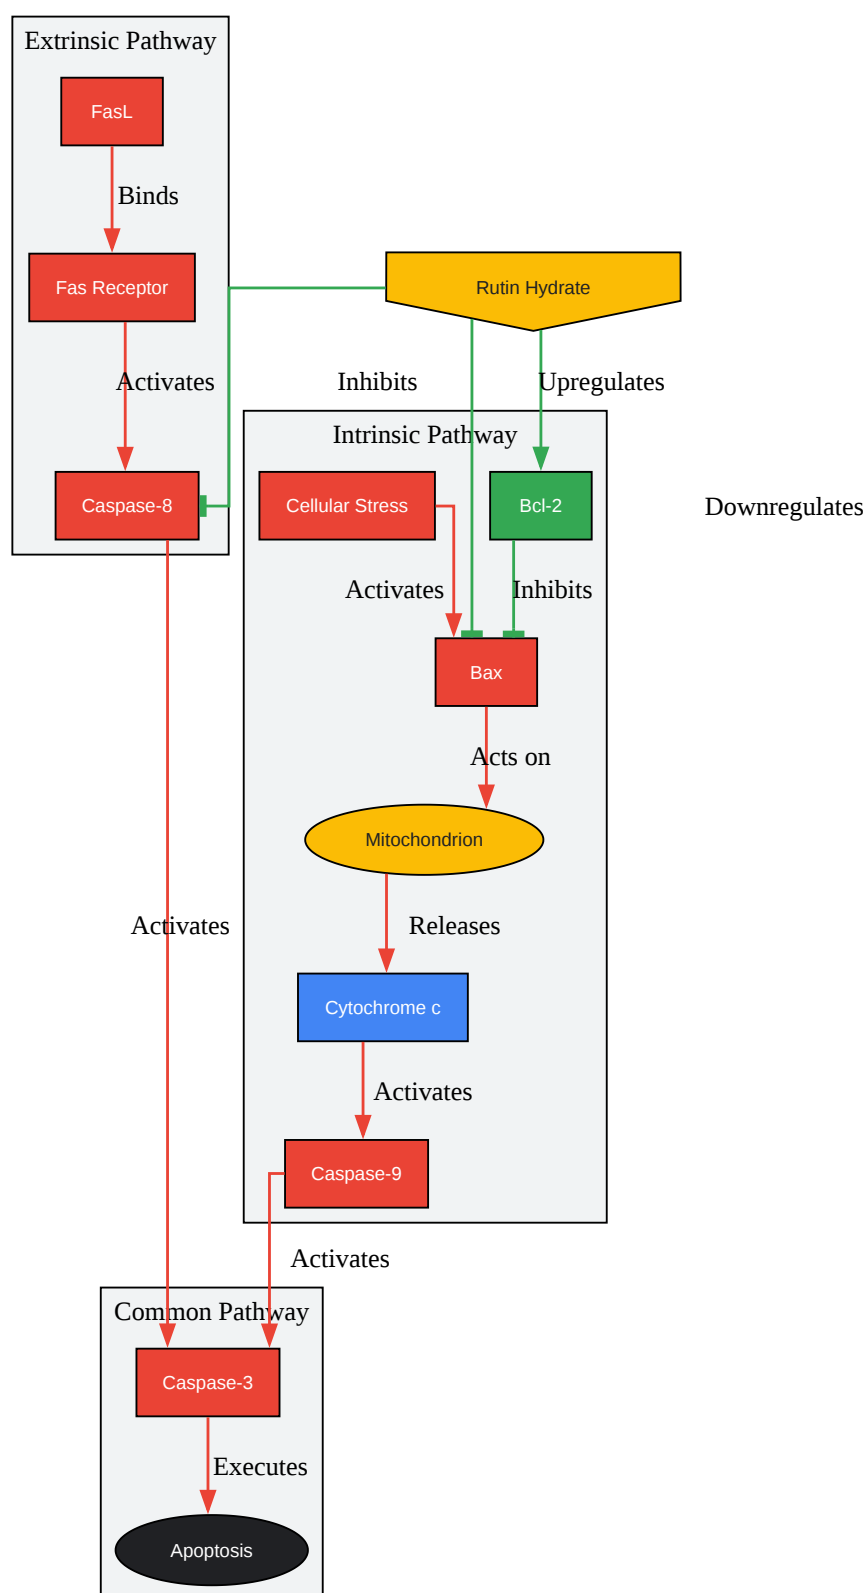 Extrinsic Pathway
FasL
Binds
Fas Receptor
Rutin Hydrate
Activates
Inhibits
Upregulates
Intrinsic Pathway
Caspase-8
Cellular Stress
Bcl-2
Downregulates
Activates
Inhibits
Bax
Acts on
Mitochondrion
Activates
Releases
Cytochrome c
Activates
Caspase-9
Activates
Common Pathway
Caspase-3
Executes
Apoptosis